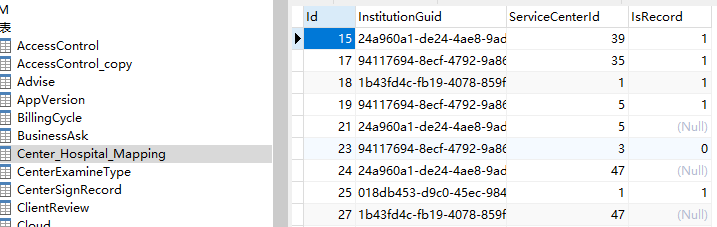 M
表
AccessControl
AccessControl_copy
Advise
AppVersion
BillingCycle
BusinessAsk
Center_Hospital_Mapping
CenterExamineType
CenterSignRecord
ClientReview
Cloud
Id InstitutionGuid ServiceCenterId IsRecord
15 24a960a1-de24-4ae8-9ad 39 1
17 94117694-8ecf-4792-9a86 35 1
18 1b43fd4c-fb19-4078-859f 1 1
19 94117694-8ecf-4792-9a86 5 1
21 24a960a1-de24-4ae8-9ad 5 (Null)
23 94117694-8ecf-4792-9a86 3 0
24 24a960a1-de24-4ae8-9ad 47 (Null)
25 018db453-d9c0-45ec-984 1 1
27 1b43fd4c-fb19-4078-859f 47 (Null)